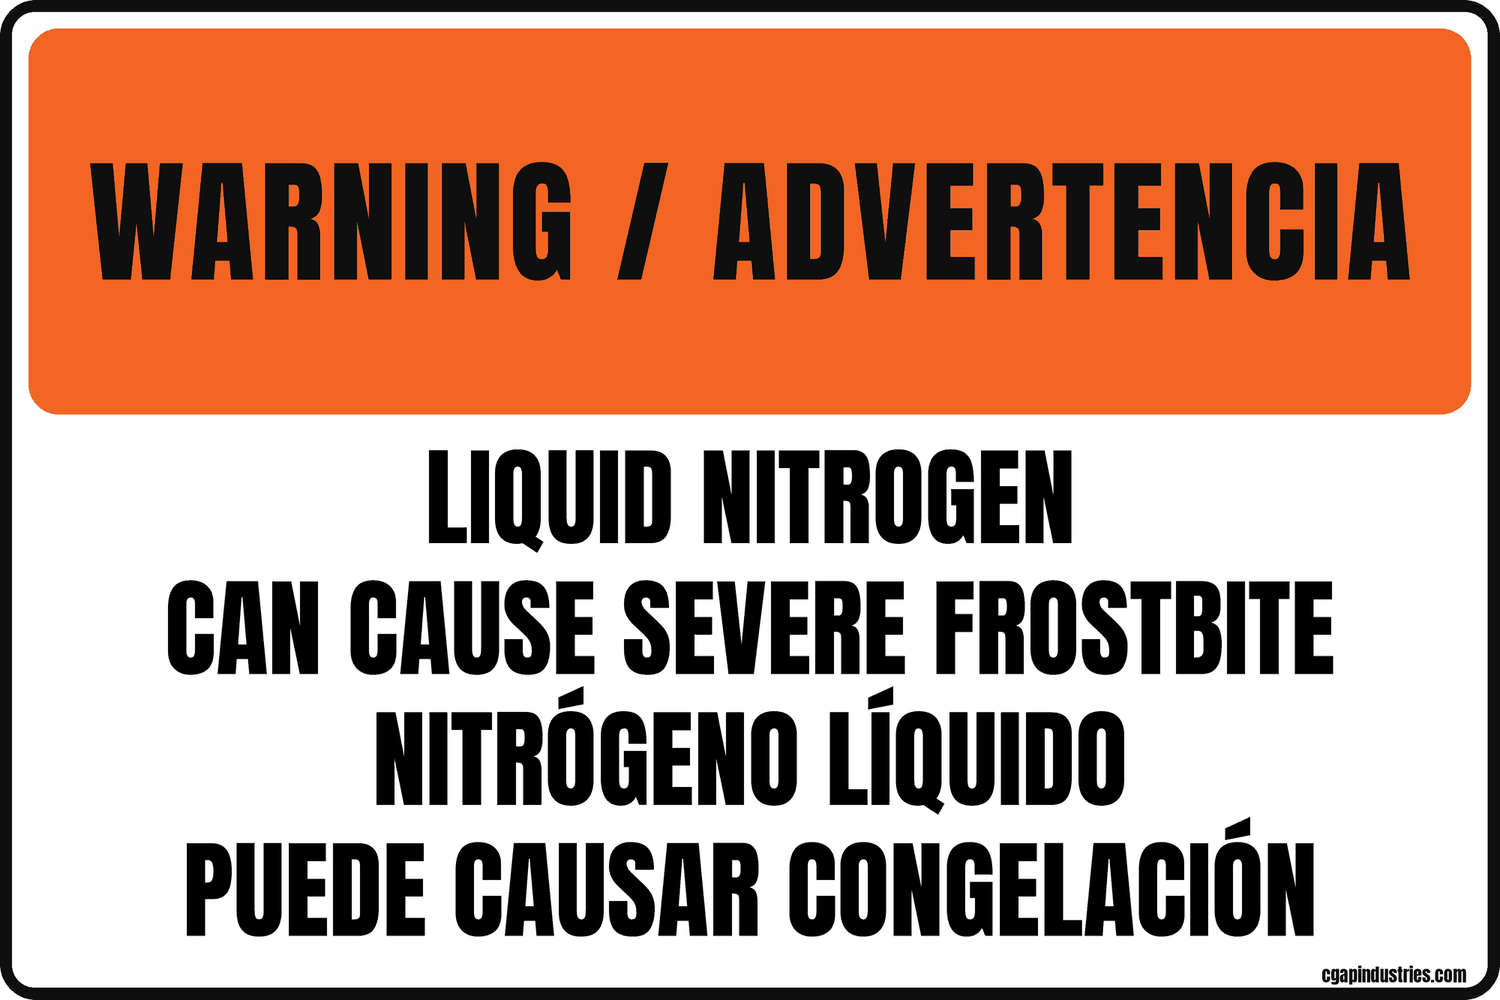 WARNING / ADVERTENCIA
LIQUID NITROGEN
CAN CAUSE SEVERE FROSTBITE
NITRÓGENO LÍQUIDO
PUEDE CAUSAR CONGELACIÓN
cgapindustries.com